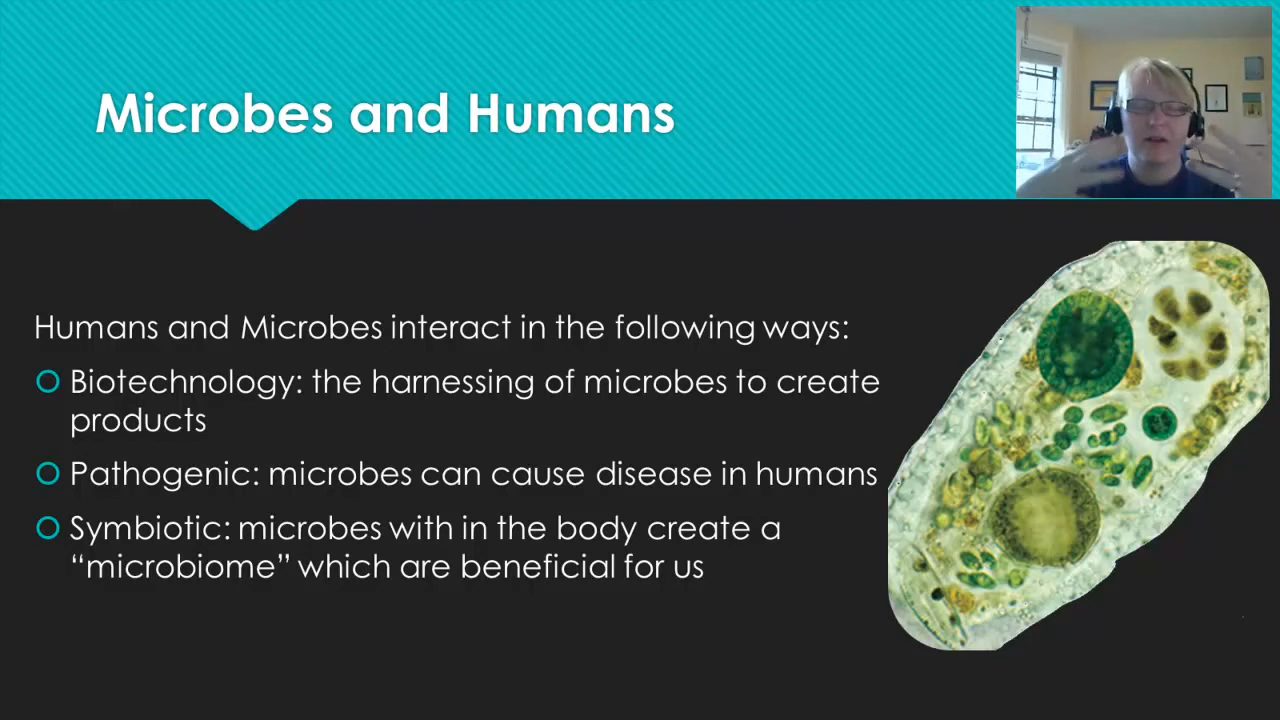 Microbes and Humans
Humans and Microbes interact in the following ways:
Biotechnology: the harnessing of microbes to create
products
Pathogenic: microbes can cause disease in humans
Symbiotic: microbes with in the body create a
“microbiome” which are beneficial for us